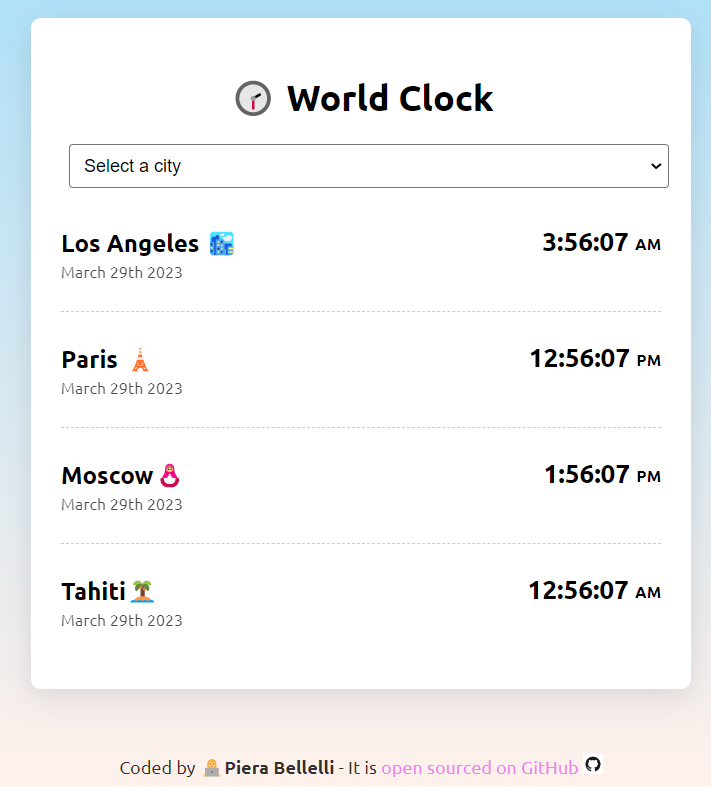 World Clock
Select a city
Los Angeles 3:56:07 AM
March 29th 2023
Paris 12:56:07 PM
March 29th 2023
Moscow 1:56:07 PM
March 29th 2023
Tahiti 12:56:07 AM
March 29th 2023
Coded by Piera Bellelli - It is open sourced on GitHub